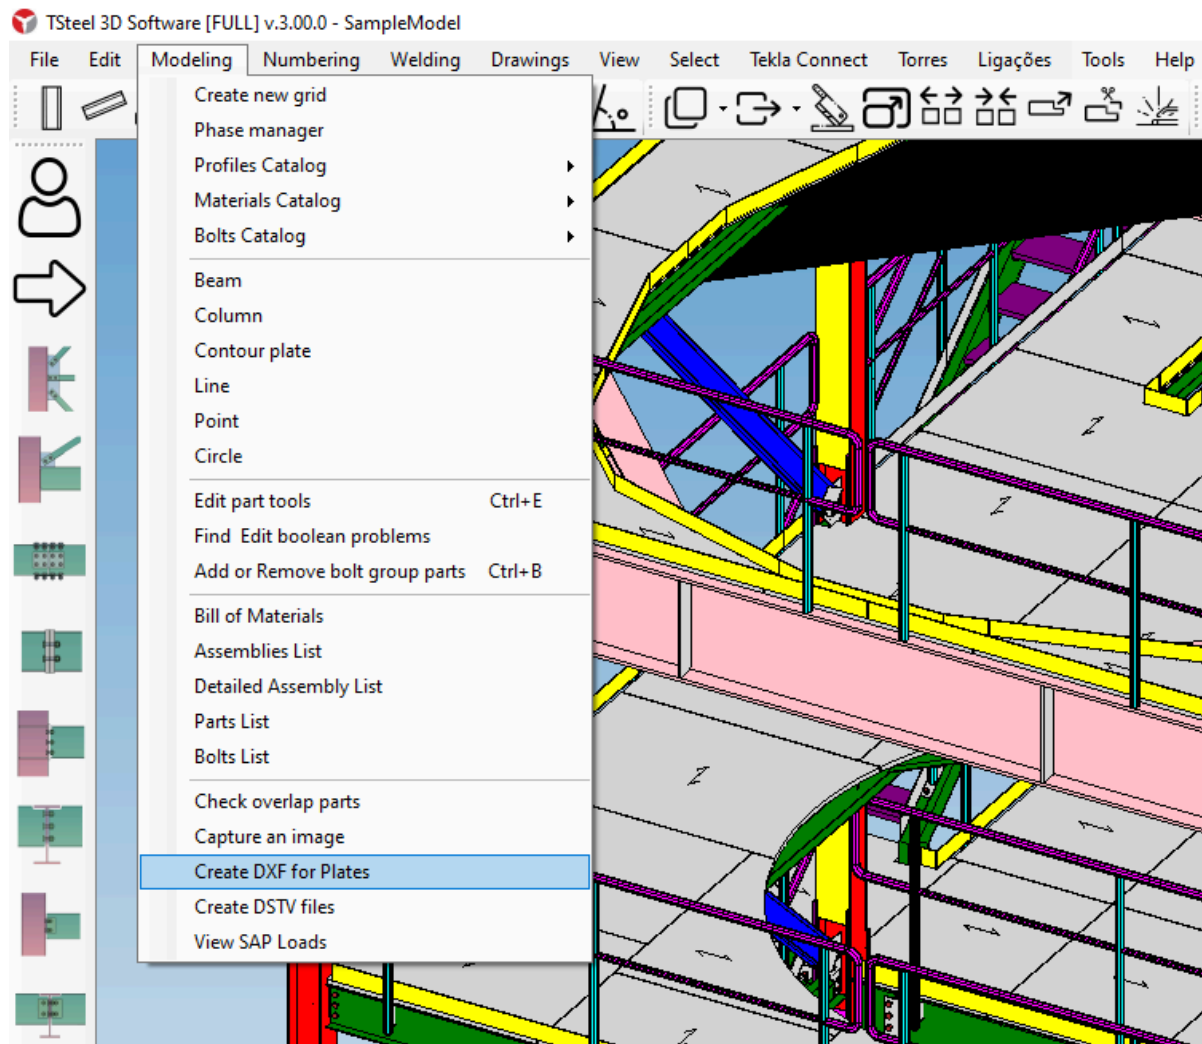 TSteel 3D Software [FULL] v.3.00.0 - SampleModel
File Edit Modeling Numbering Welding Drawings View Select Tekla Connect Torres Ligações Tools Help
Create new grid
Phase manager
Profiles Catalog
Materials Catalog
Bolts Catalog
Beam
Column
Contour plate
Line
Point
Circle
Edit part tools Ctrl+E
Find Edit boolean problems
Add or Remove bolt group parts Ctrl+B
Bill of Materials
Assemblies List
Detailed Assembly List
Parts List
Bolts List
Check overlap parts
Capture an image
Create DXF for Plates
Create DSTV files
View SAP Loads